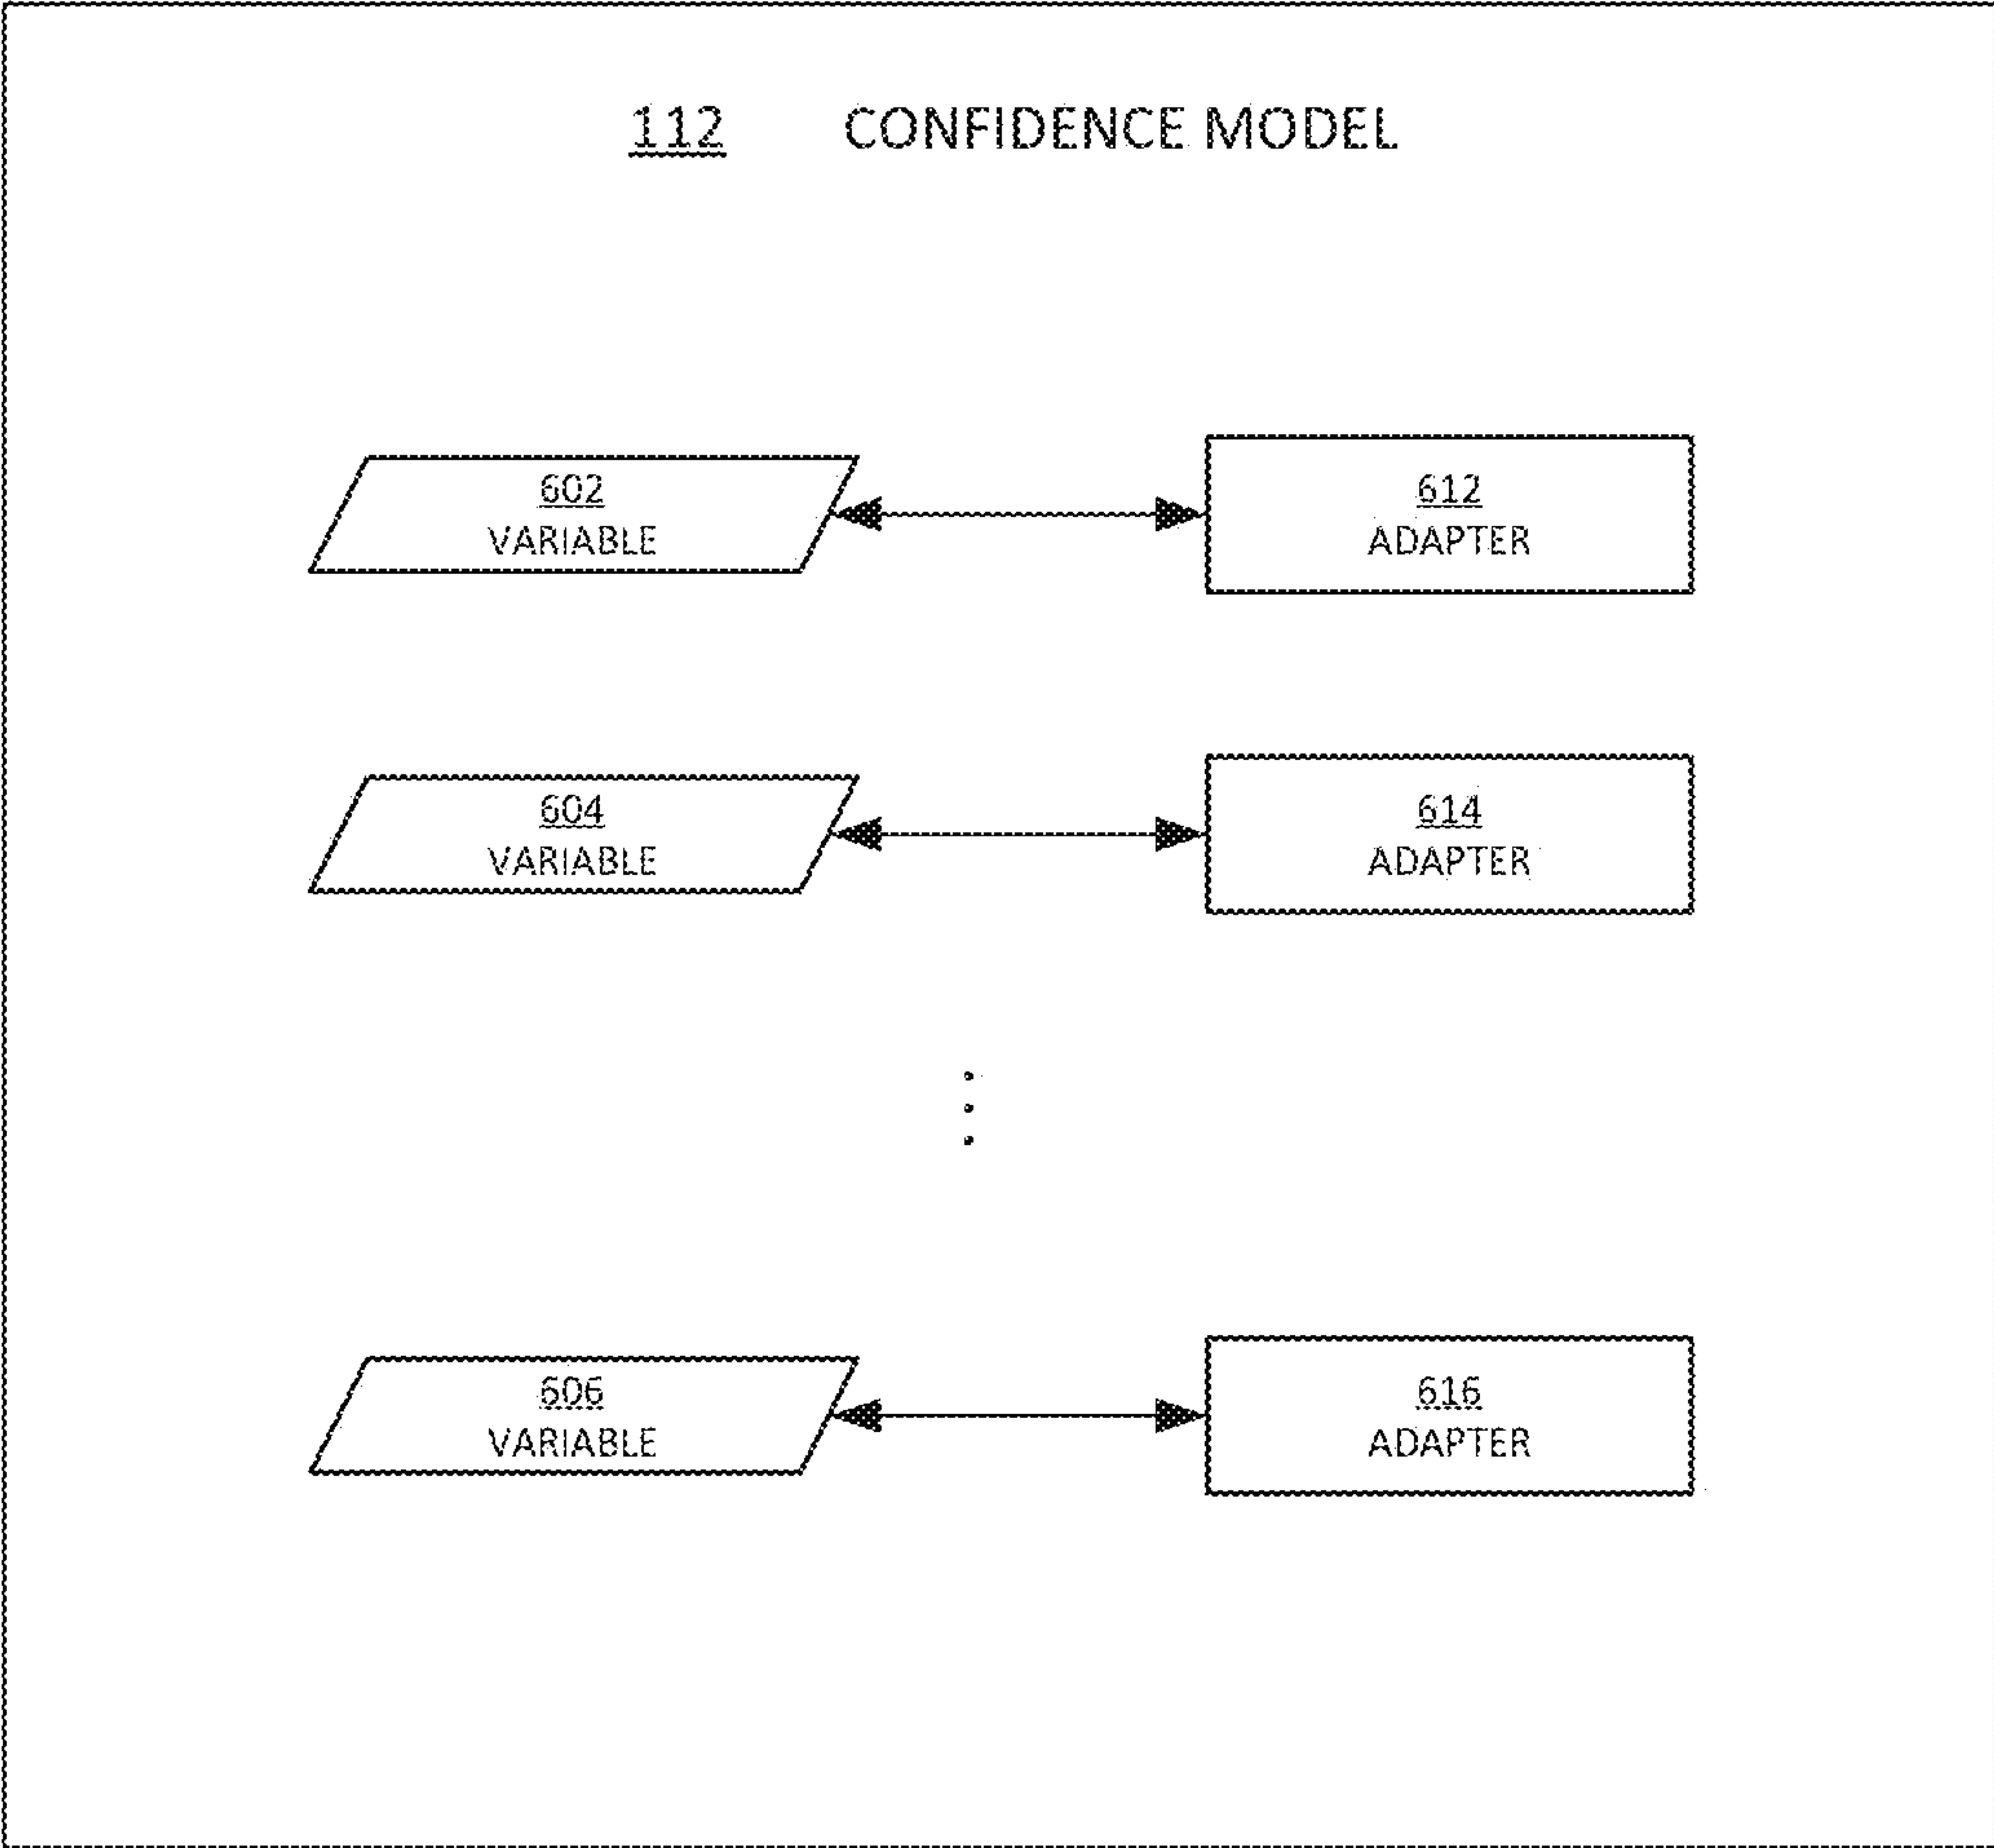 112 CONFIDENCE MODEL
602 612
VARIABLE ADAPTER
604 614
VARIABLE ADAPTER
606 616
VARIABLE ADAPTER